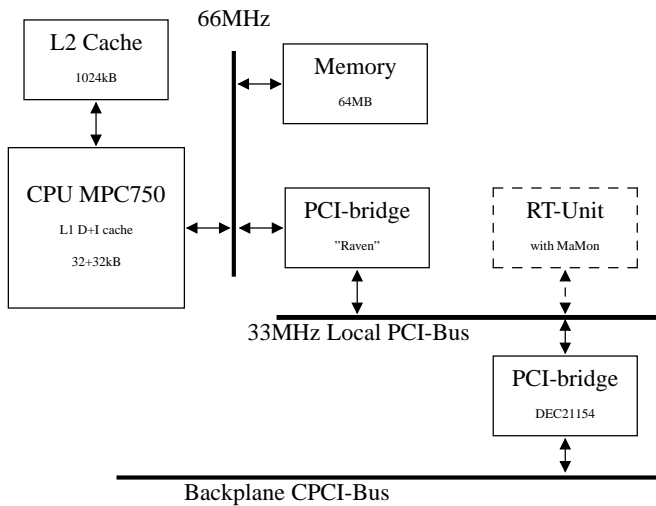 66MHz
L2 Cache
1024kB
Memory
64MB
CPU MPC750
L1 D+I cache
32+32kB
PCI-bridge
”Raven”
RT-Unit
with MaMon
33MHz Local PCI-Bus
PCI-bridge
DEC21154
Backplane CPCI-Bus